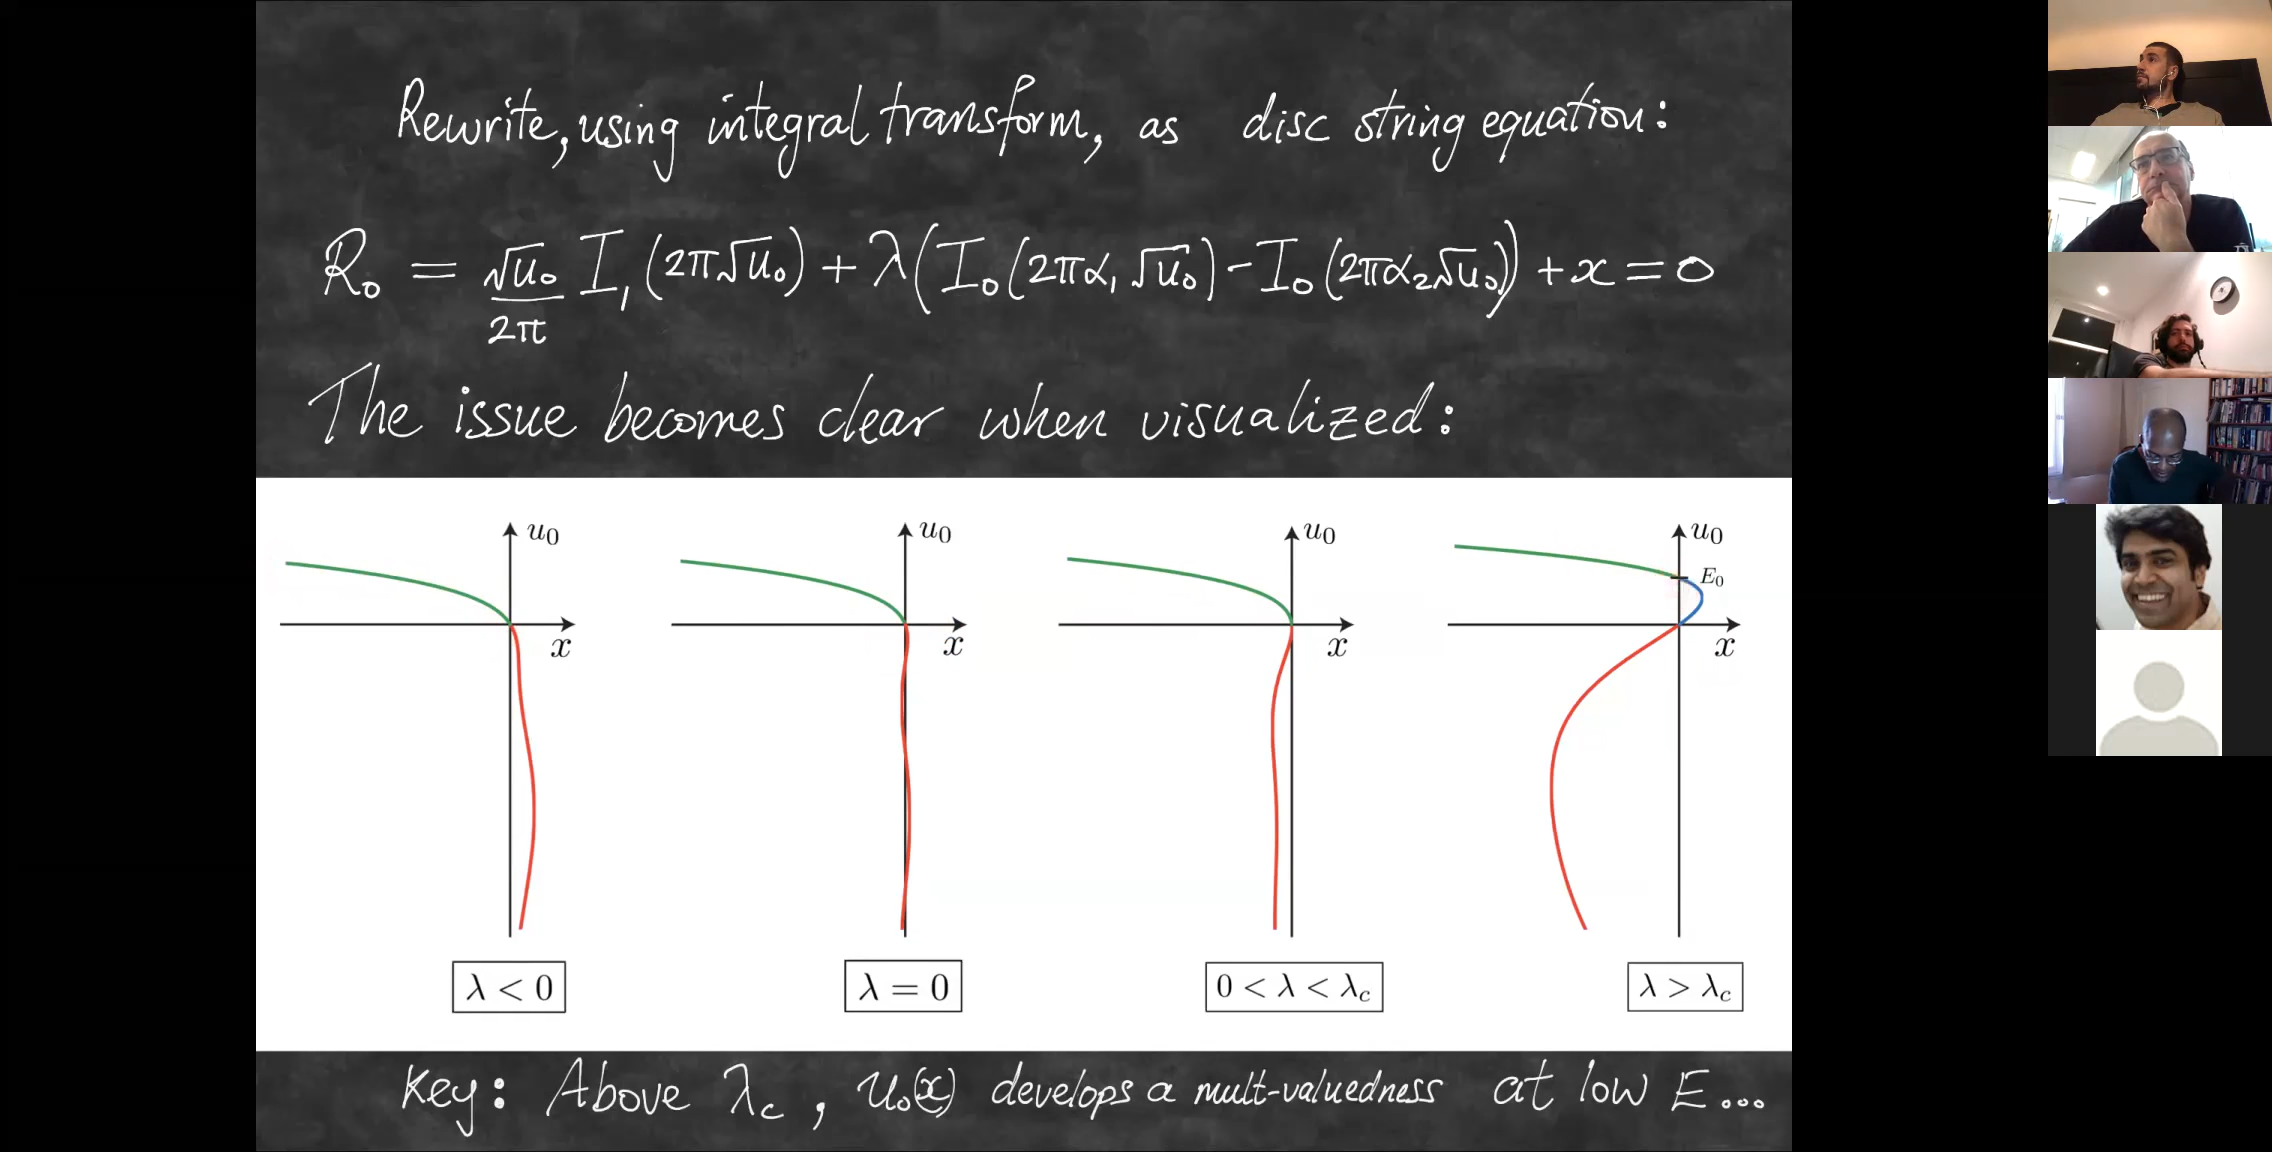 Rewrite, using integral transform, as disc string equation:
R₀ = √u₀/2π I₁(2π√u₀) + λ(I₀(2πα₁√u₀) - I₀(2πα₂√u₀)) + x = 0
The issue becomes clear when visualized:
u₀ u₀ u₀ u₀
E₀
x x x x
λ < 0 λ = 0 0 < λ < λ_c λ > λ_c
Key: Above λ_c, u₀(x) develops a mult-valuedness at low E...